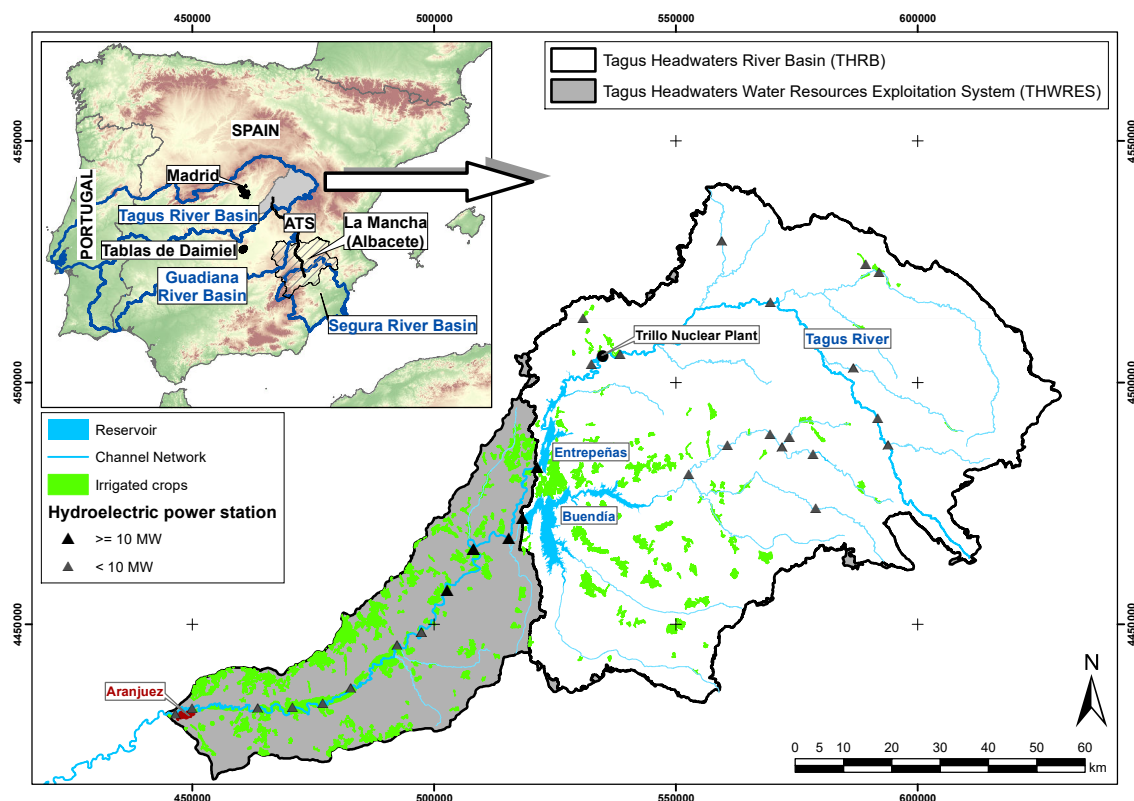 450000
500000
550000
600000
Tagus Headwaters River Basin (THRB)
Tagus Headwaters Water Resources Exploitation System (THWRES)
4550000
4550000
SPAIN
Madrid
PORTUGAL
Tagus River Basin
ATS
La Mancha
(Albacete)
Tablas de Daimiel
Guadiana
River Basin
Segura River Basin
Trillo Nuclear Plant
Tagus River
4500000
4500000
Reservoir
Channel Network
Irrigated crops
Hydroelectric power station
>= 10 MW
< 10 MW
Entrepeñas
Buendía
4450000
4450000
Aranjuez
N
0 5 10 20 30 40 50 60
km
450000
500000
550000
600000